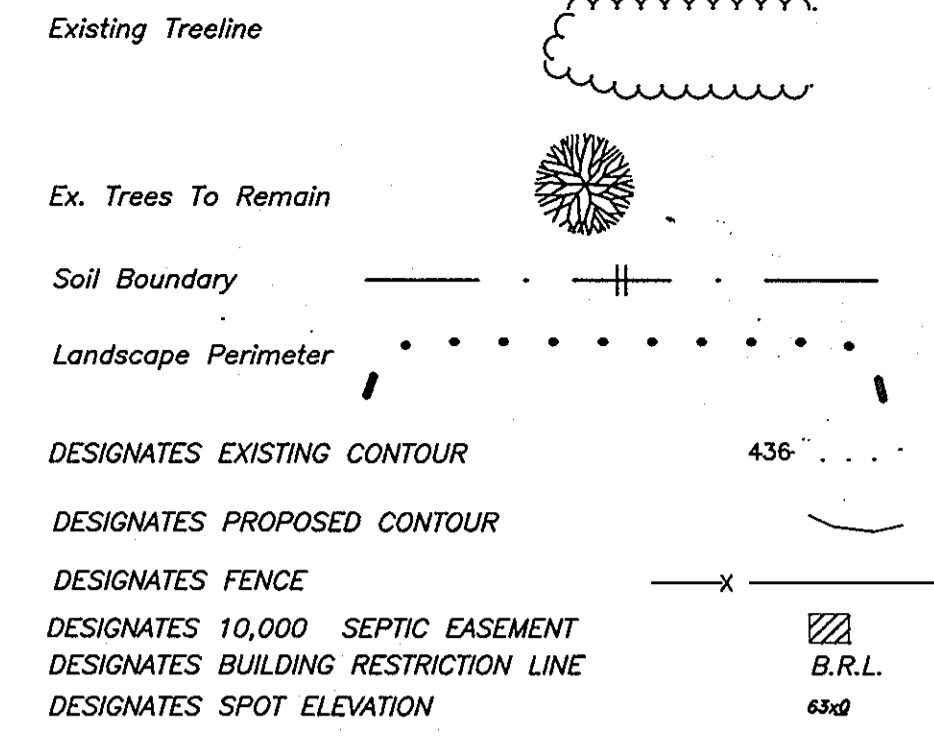 Existing Treeline
Ex. Trees To Remain
Soil Boundary
Landscape Perimeter
DESIGNATES EXISTING CONTOUR 436
DESIGNATES PROPOSED CONTOUR
DESIGNATES FENCE X
DESIGNATES 10,000 SEPTIC EASEMENT
DESIGNATES BUILDING RESTRICTION LINE B.R.L.
DESIGNATES SPOT ELEVATION 63x0